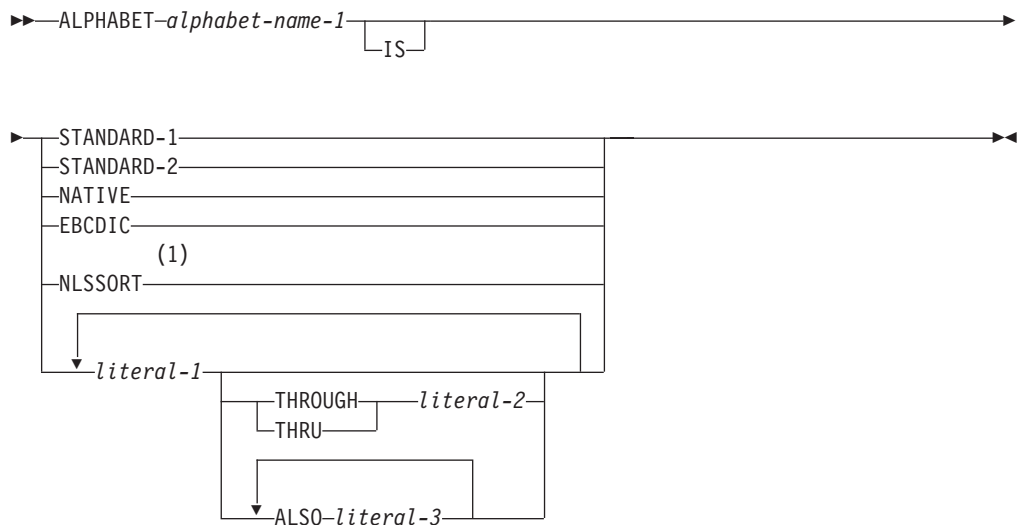 ALPHABET alphabet-name-1
IS
STANDARD-1
STANDARD-2
NATIVE
EBCDIC
(1)
NLSSORT
literal-1
THROUGH literal-2
THRU
ALSO literal-3